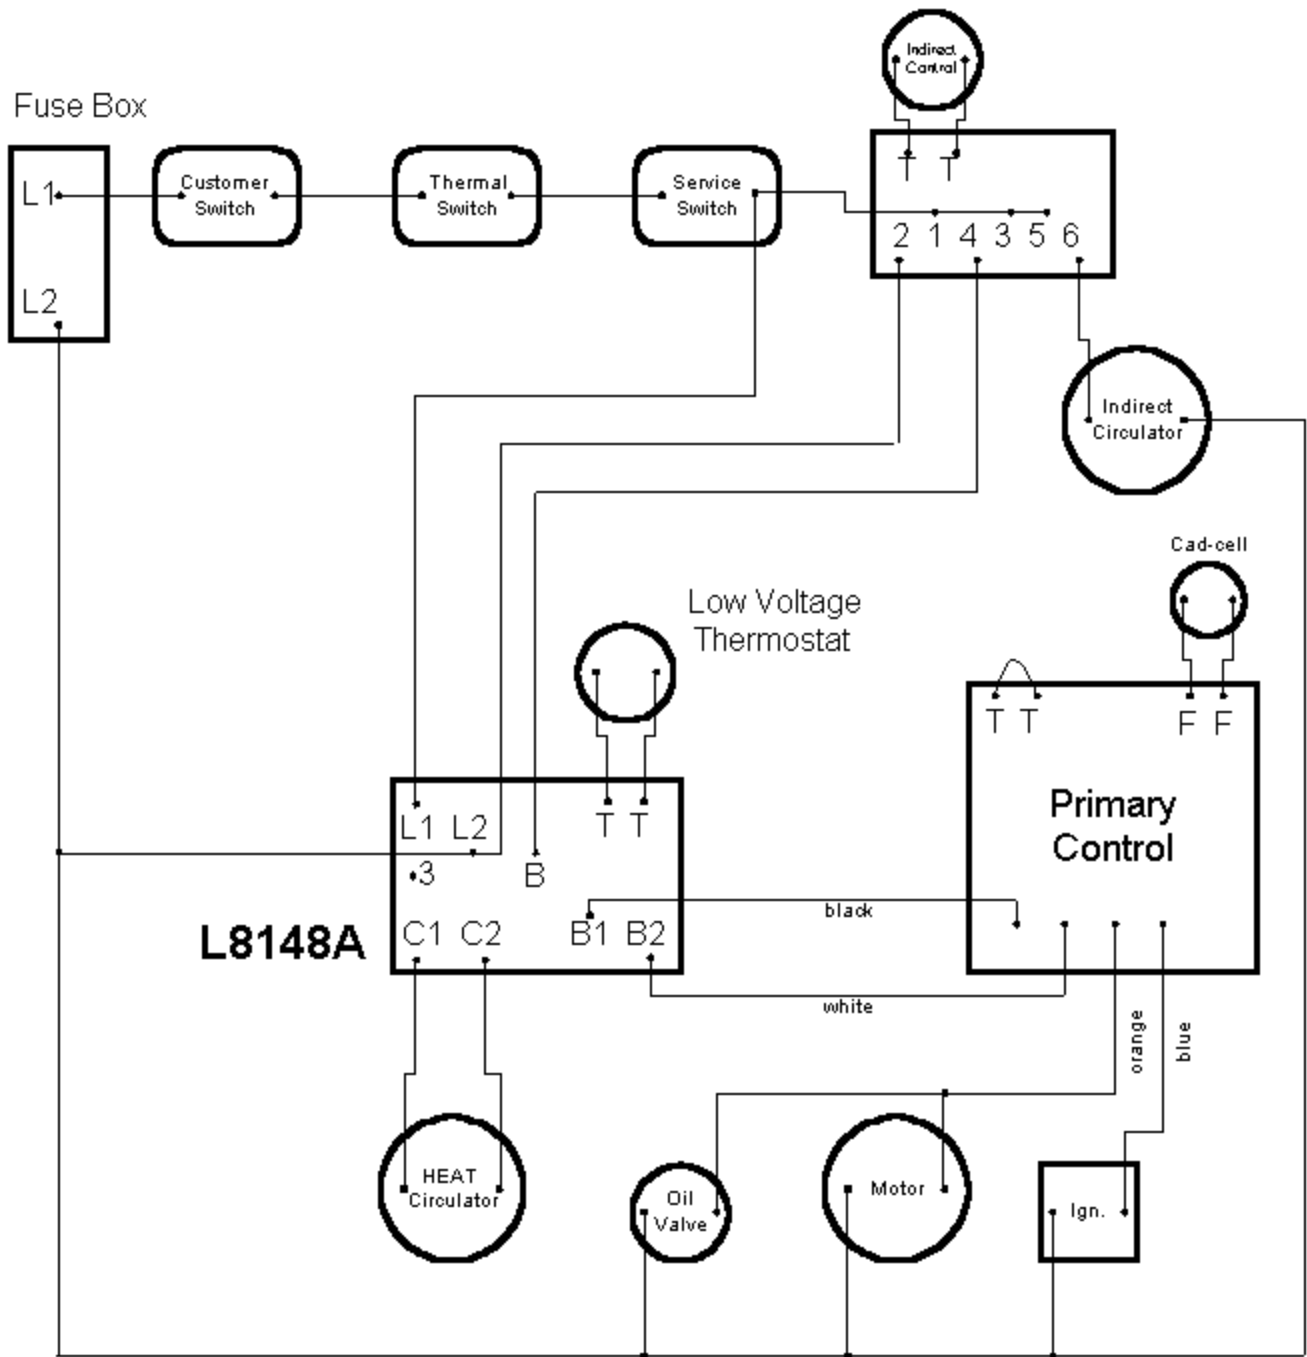 Indirect
Control
Fuse Box
L1
Customer
Switch
Thermal
Switch
Service
Switch
T T
2 1 4 3 5 6
L2
Indirect
Circulator
Cad-cell
Low Voltage
Thermostat
T T
F F
Primary
Control
L1 L2
T T
3
B
black
L8148A
C1 C2
B1 B2
white
orange
blue
HEAT
Circulator
Oil
Valve
Motor
Ign.